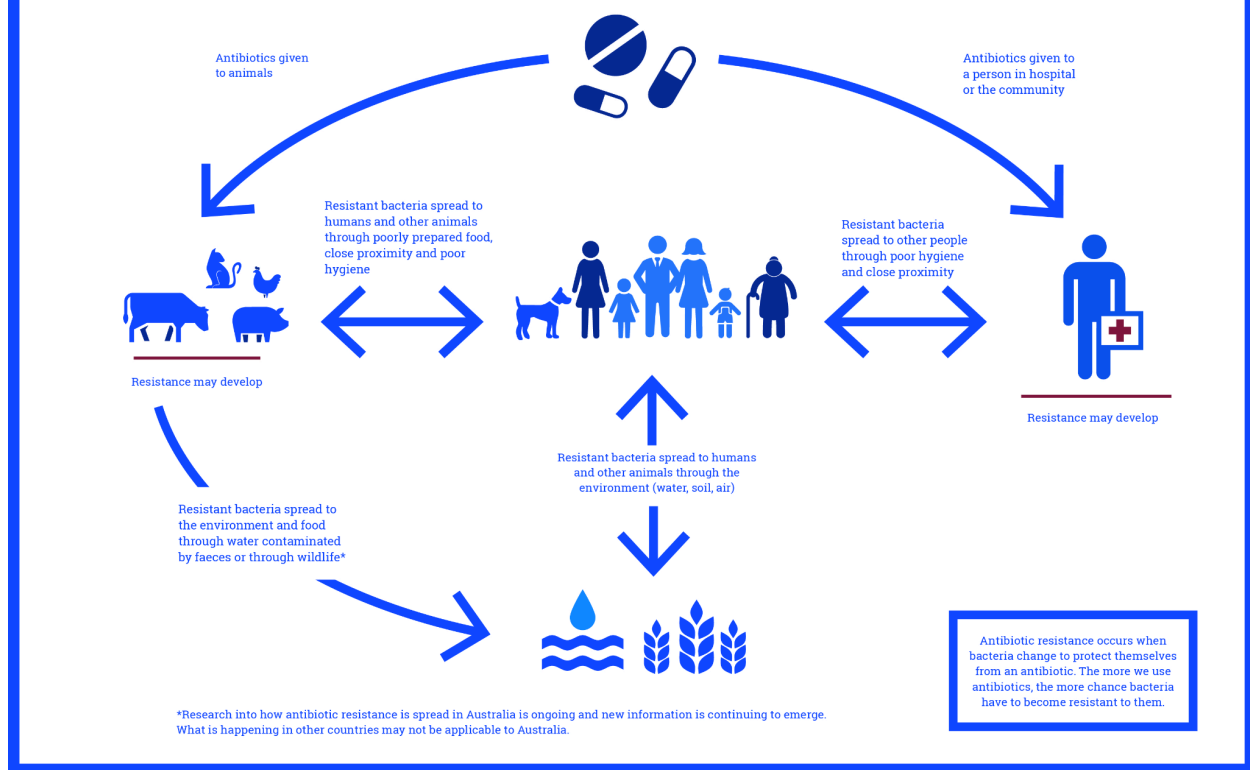 Antibiotics given
to animals
Antibiotics given to
a person in hospital
or the community
Resistant bacteria spread to
humans and other animals
through poorly prepared food,
close proximity and poor
hygiene
Resistant bacteria
spread to other people
through poor hygiene
and close proximity
Resistance may develop
Resistance may develop
Resistant bacteria spread to humans
and other animals through the
environment (water, soil, air)
Resistant bacteria spread to
the environment and food
through water contaminated
by faeces or through wildlife*
Antibiotic resistance occurs when
bacteria change to protect themselves
from an antibiotic. The more we use
antibiotics, the more chance bacteria
have to become resistant to them.
*Research into how antibiotic resistance is spread in Australia is ongoing and new information is continuing to emerge.
What is happening in other countries may not be applicable to Australia.